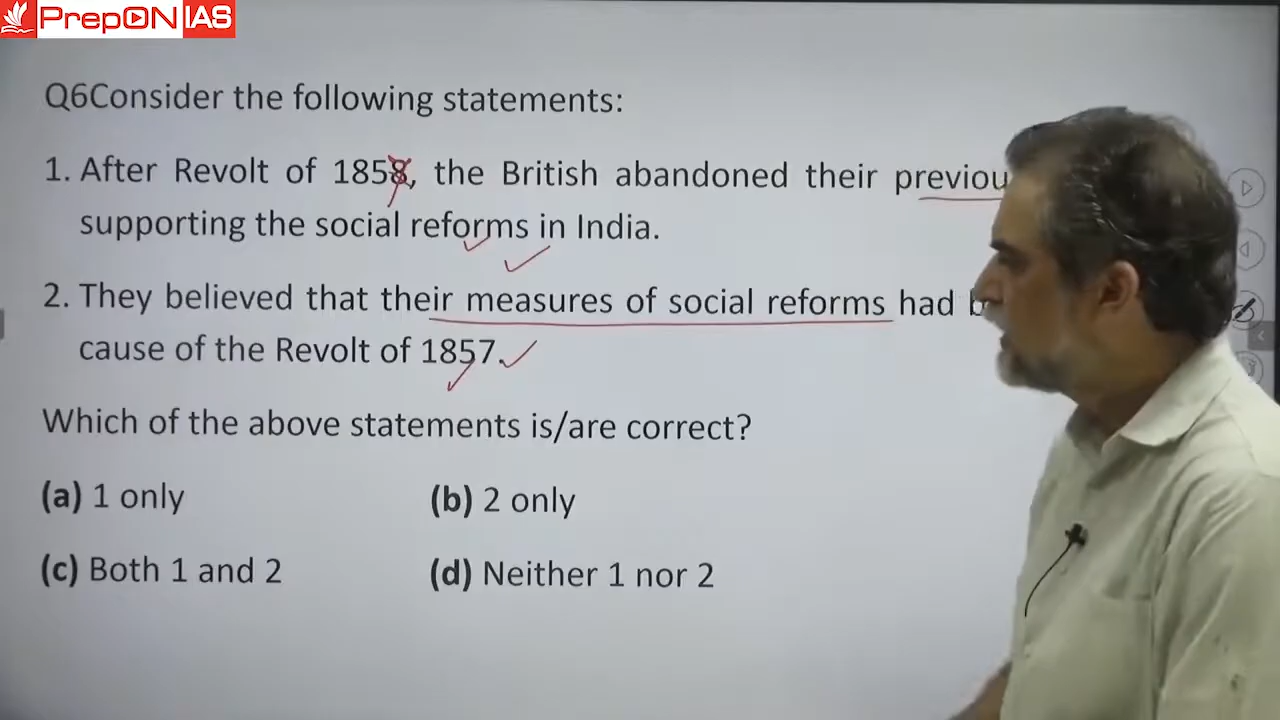 PrepON IAS
Q6Consider the following statements:
1. After Revolt of 1858, the British abandoned their
supporting the social reforms in India.
2. They believed that their measures of social reforms had
cause of the Revolt of 1857.
Which of the above statements is/are correct?
(a) 1 only (b) 2 only
(c) Both 1 and 2 (d) Neither 1 nor 2